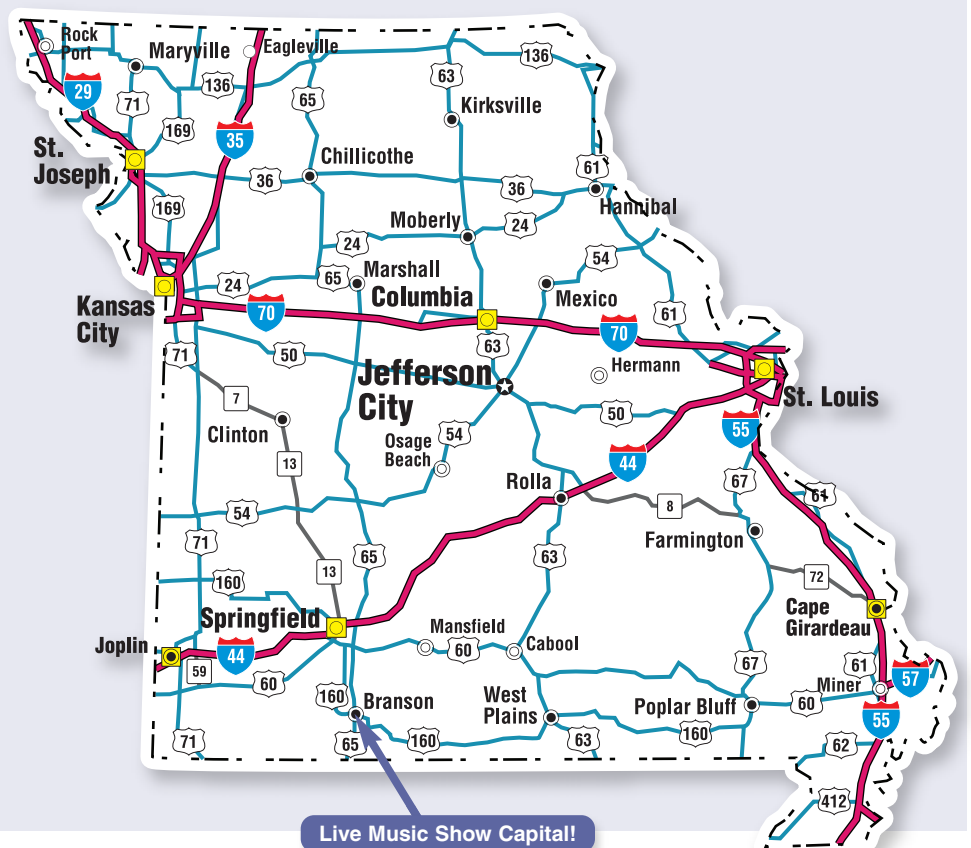 Rock
Port
Maryville
Eagleville
136
63
136
29
71
65
Kirksville
169
35
St.
Joseph
Chillicothe
36
36
61
Hannibal
169
Moberly
24
24
54
24
65
Marshall
Columbia
Mexico
Kansas
City
70
70
61
63
71
50
Hermann
Jefferson
City
St. Louis
7
50
55
Clinton
54
Osage
Beach
13
44
67
Rolla
61
8
54
Farmington
71
65
63
13
72
160
Springfield
Cape
Girardeau
Mansfield
Cabool
Joplin
44
60
59
60
67
61
57
Miner
160
Branson
West
Plains
Poplar Bluff
60
55
71
65
160
63
160
62
412
Live Music Show Capital!